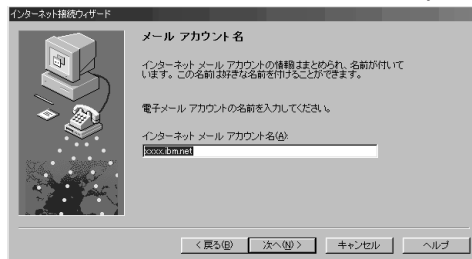 インターネット接続ウィザード
メール アカウント名
インターネット メール アカウントの情報はまとめられ、名前が付いて
います。この名前は好きな名前を付けることができます。
電子メール アカウントの名前を入力してください。
インターネット メール アカウント名(A):
xxxx.ibm.net
< 戻る(B)
次へ(N) >
キャンセル
ヘルプ